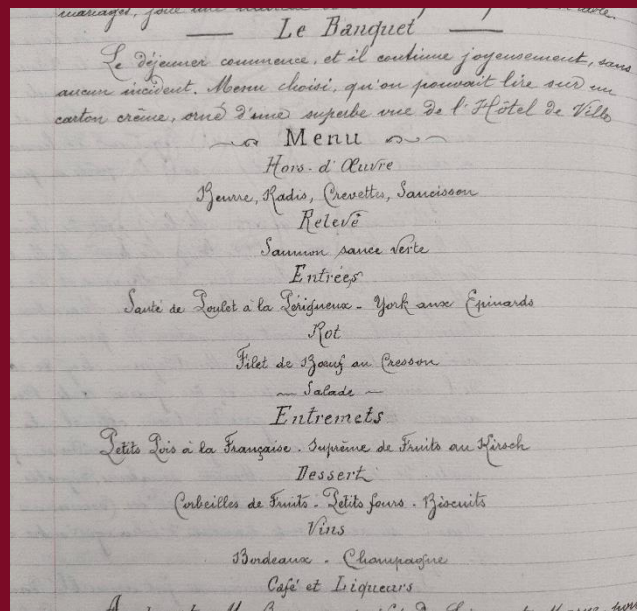 mariages, joue une
— Le Banquet —
Le déjeuner commence, et il continue joyeusement, sans
aucun incident. Menu choisi, qu'on pouvait lire sur un
carton crème, orné d'une superbe vue de l'Hôtel de Ville
Menu
Hors-d'Œuvre
Beurre, Radis, Crevettes, Saucisson
Relevé
Saumon sauce verte
Entrées
Sauté de Poulet à la Périgueux - York aux Epinards
Rot
Filet de Bœuf au Cresson
— Salade —
Entremets
Petits Pois à la Française. Suprême de Fruits au Kirsch
Dessert
Corbeilles de Fruits. Petits fours. Biscuits
Vins
Bordeaux. Champagne
Café et Liqueurs